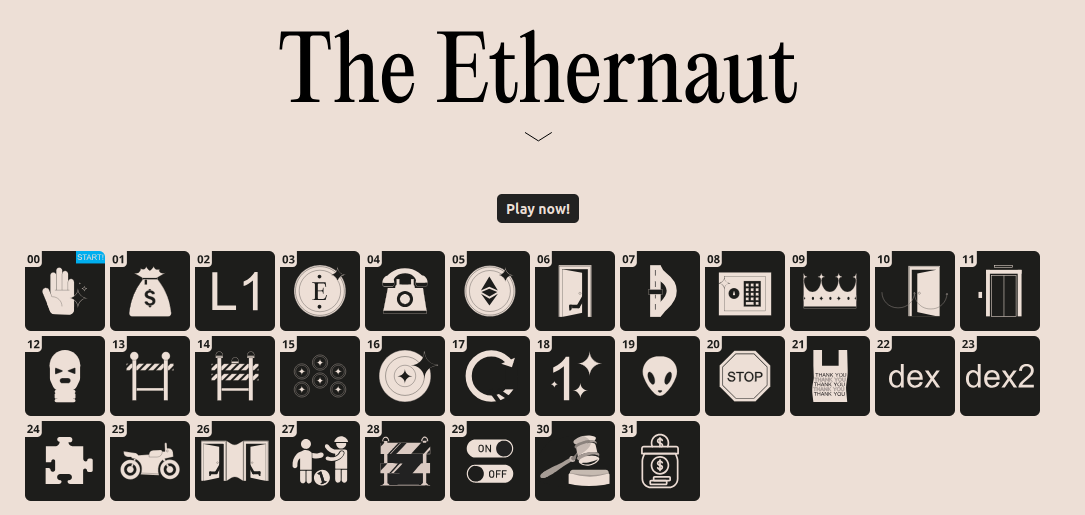 The Ethernaut
Play now!
00 START! 01 02 03 04 05 06 07 08 09 10 11
$ L1 E
12 13 14 15 16 17 18 19 20 21 22 23
1 STOP THANK YOU dex dex2
THANK YOU
THANK YOU
THANK YOU
THANK YOU
24 25 26 27 28 29 30 31
ON $
OFF $